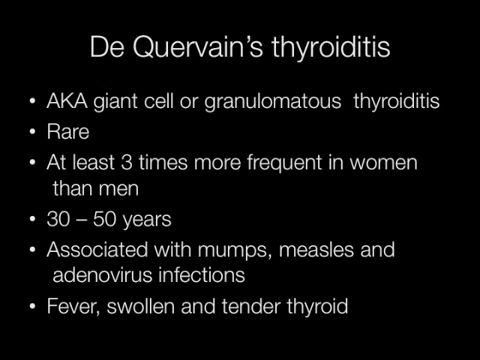 De Quervain's thyroiditis
• AKA giant cell or granulomatous thyroiditis
• Rare
• At least 3 times more frequent in women
than men
• 30 – 50 years
• Associated with mumps, measles and
adenovirus infections
• Fever, swollen and tender thyroid